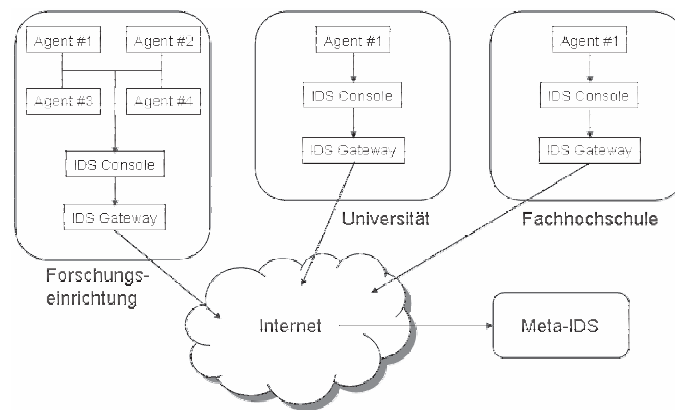 Agent #1
Agent #2
Agent #3
Agent #4
IDS Console
IDS Gateway
Forschungs-
einrichtung
Agent #1
IDS Console
IDS Gateway
Universität
Agent #1
IDS Console
IDS Gateway
Fachhochschule
Internet
Meta-IDS